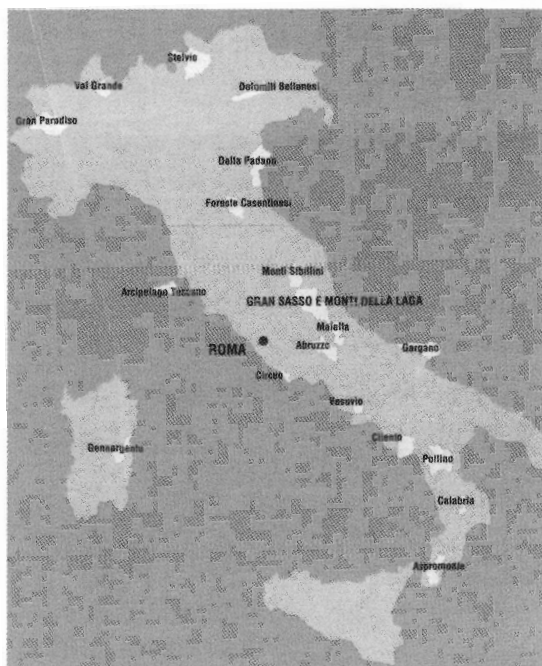 Stelvio
Val Grande
Dolomiti Bellunesi
Gran Paradiso
Delta Padano
Foreste Casentinesi
Monti Sibillini
Arcipelago Toscano
GRAN SASSO E MONTI DELLA LAGA
Maiella
ROMA
Abruzzo
Gargano
Circeo
Vesuvio
Cilento
Gennargentu
Pollino
Calabria
Aspromonte